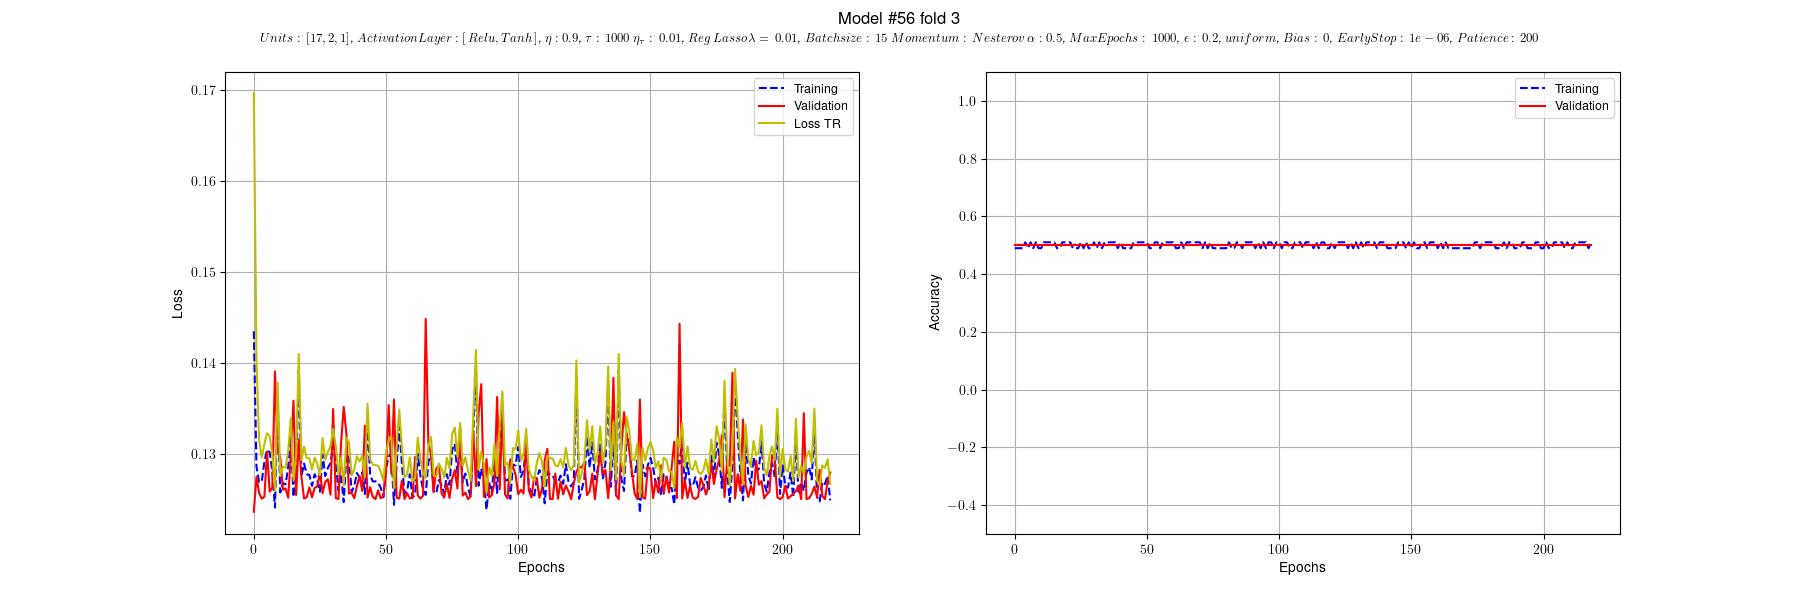 Model #56 fold 3
Units : [17, 2, 1], ActivationLayer : [ Relu, Tanh], η : 0.9, τ : 1000 η_τ : 0.01, Reg Lasso λ = 0.01, Batchsize : 15 Momentum : Nesterov α : 0.5, MaxEpochs : 1000, ϵ : 0.2, uniform, Bias : 0, EarlyStop : 1e − 06, Patience : 200
Loss
0.17
0.16
0.15
0.14
0.13
Training
Validation
Loss TR
0 50 100 150 200
Epochs
Accuracy
1.0
0.8
0.6
0.4
0.2
0.0
−0.2
−0.4
Training
Validation
0 50 100 150 200
Epochs